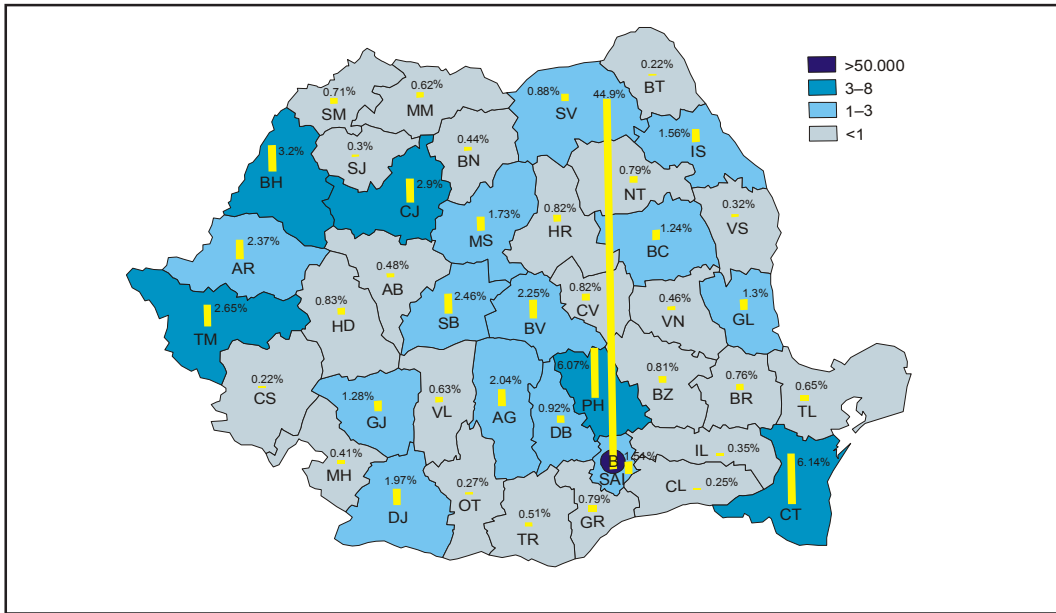 >50.000
3–8
1–3
<1
0.22%
BT
0.62%
MM
0.71%
SM
0.88%
SV
44.9%
1.56%
IS
0.44%
BN
0.3%
SJ
3.2%
BH
2.9%
CJ
0.79%
NT
0.32%
VS
0.82%
HR
1.73%
MS
1.24%
BC
2.37%
AR
0.48%
AB
2.65%
TM
0.83%
HD
2.46%
SB
2.25%
BV
0.82%
CV
0.46%
VN
1.3%
GL
0.22%
CS
1.28%
GJ
0.63%
VL
2.04%
AG
0.92%
DB
6.07%
PH
0.81%
BZ
0.76%
BR
0.65%
TL
0.41%
MH
1.97%
DJ
0.27%
OT
0.51%
TR
0.79%
GR
B
1.54%
SAI
IL
0.35%
CL
0.25%
6.14%
CT